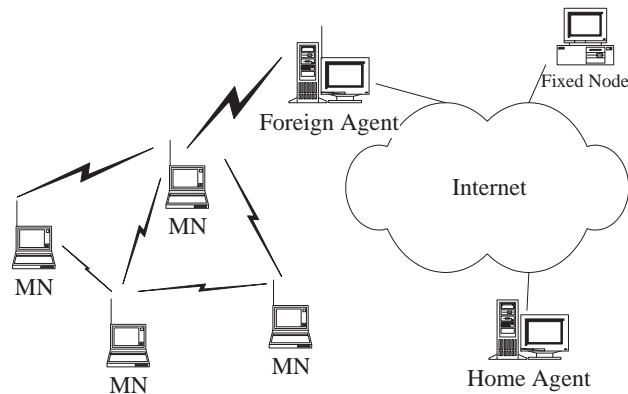 Fixed Node
Foreign Agent
Internet
MN
MN
MN
MN
Home Agent